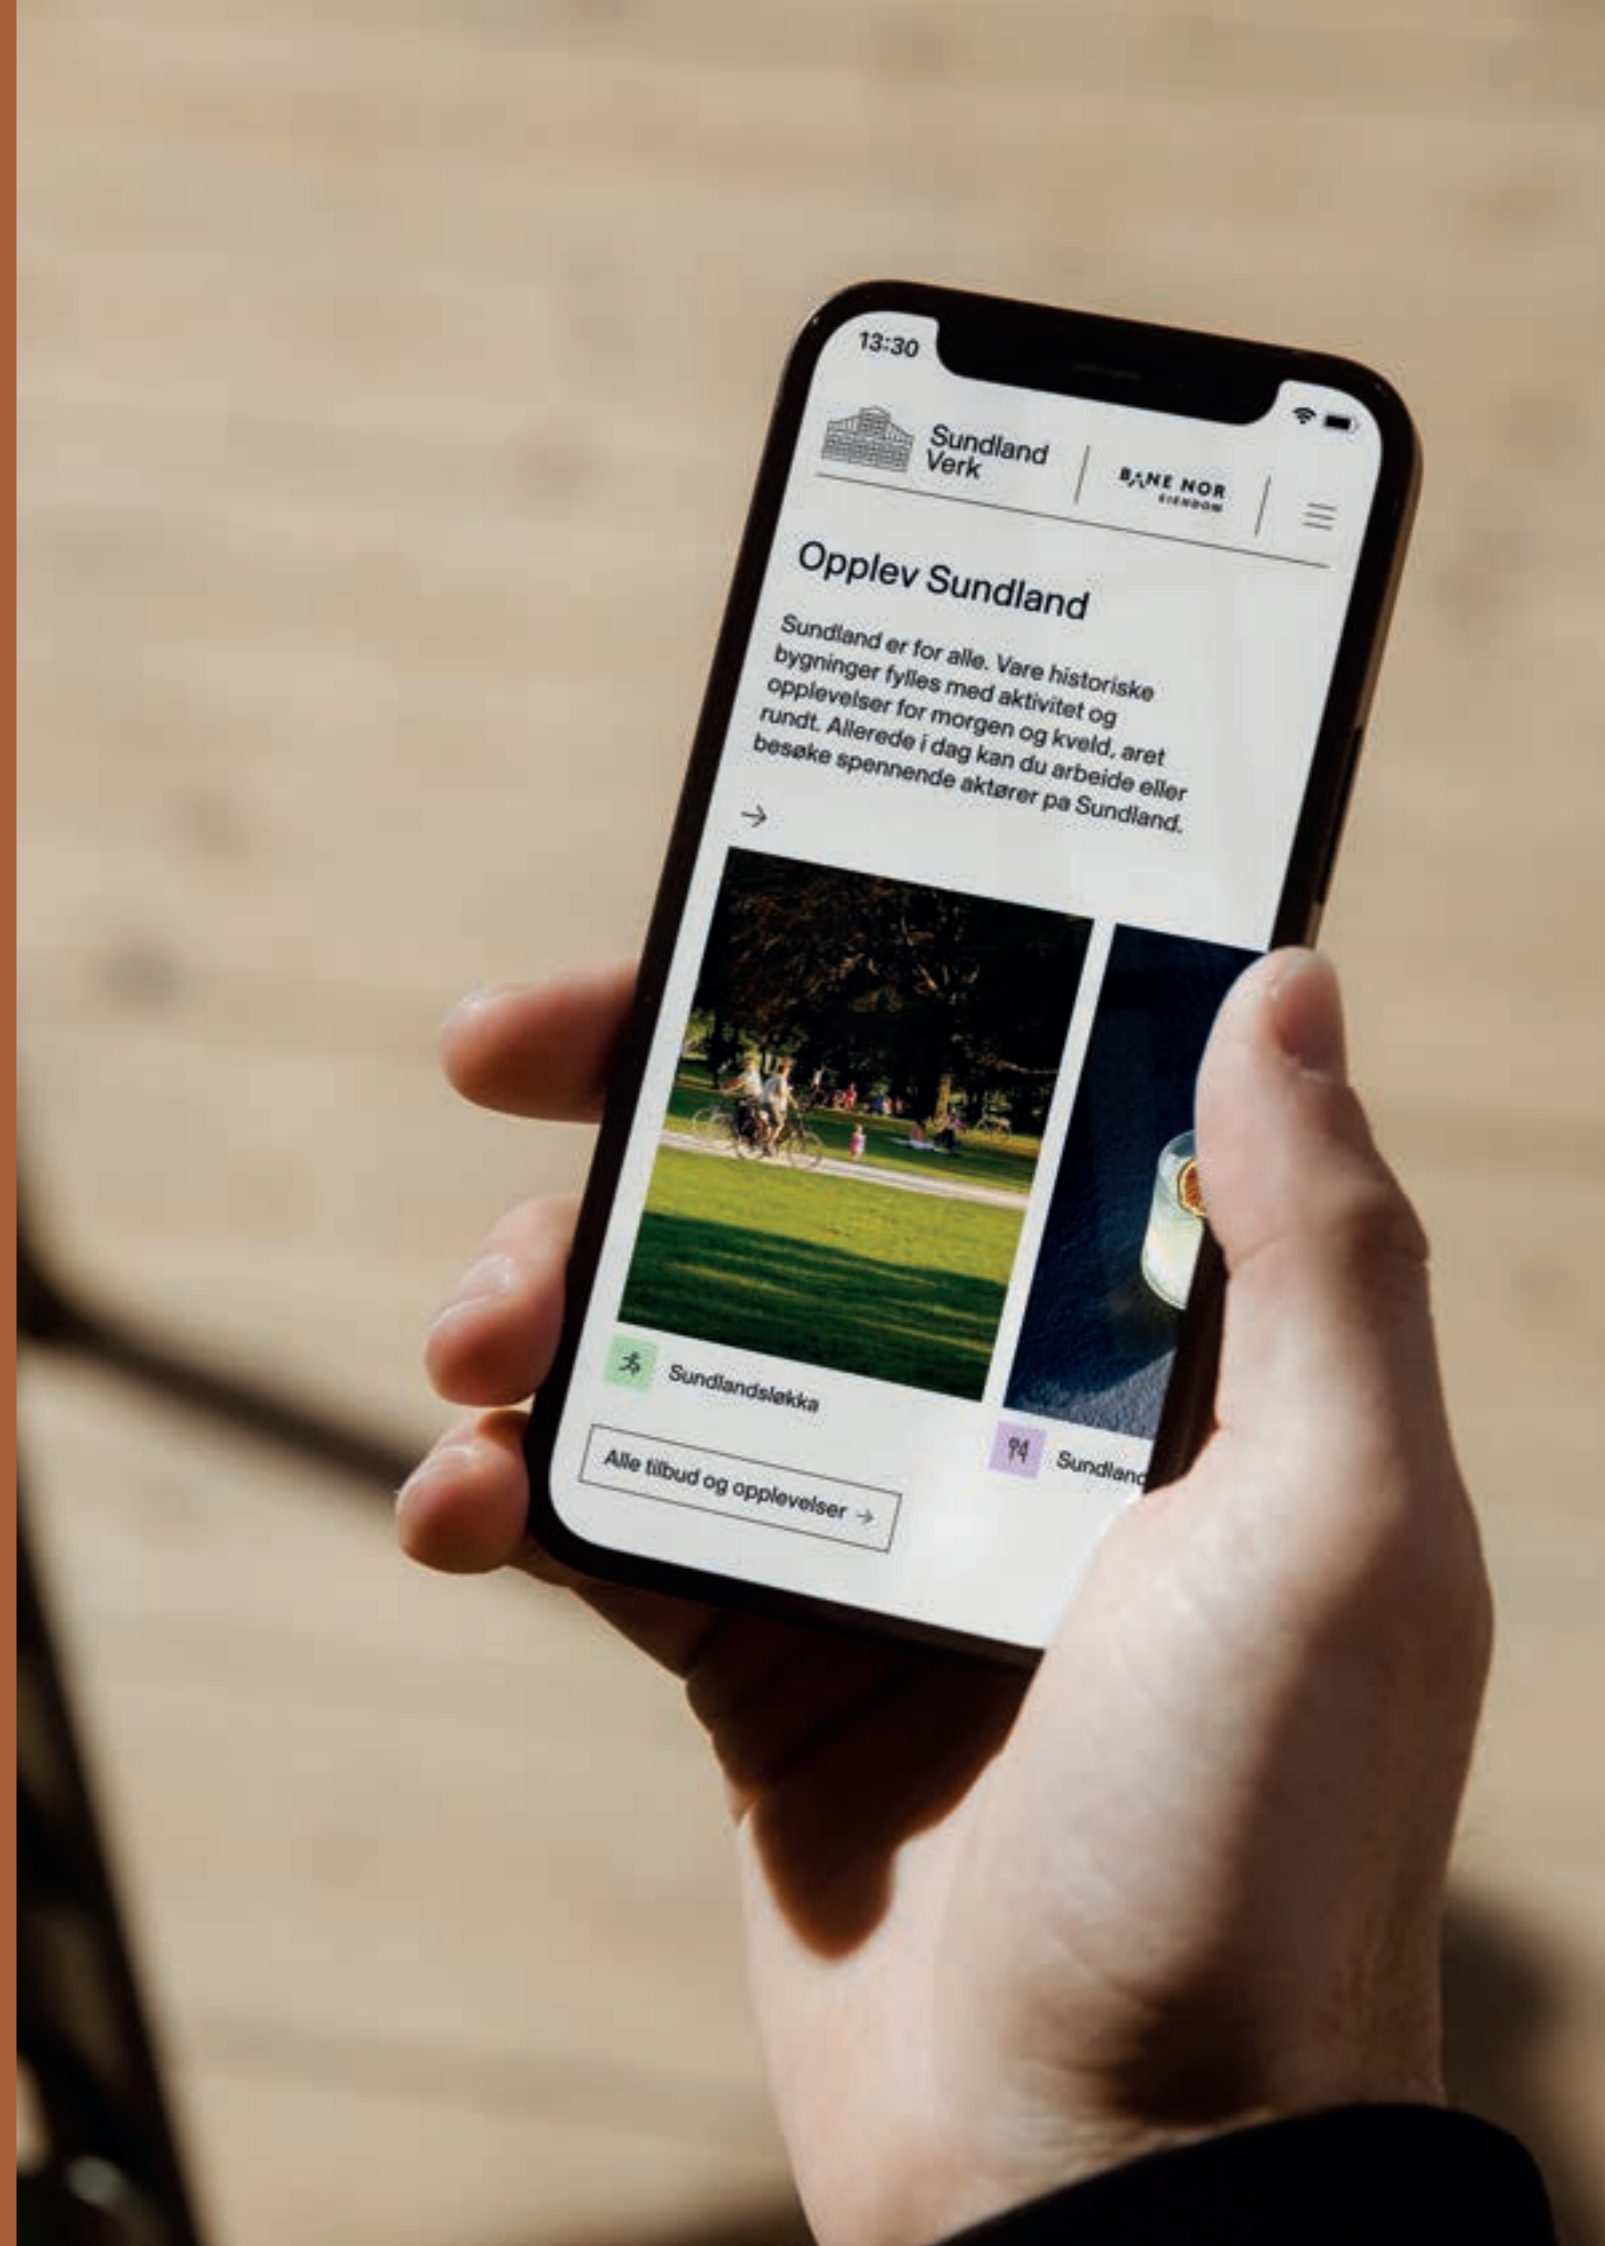 13:30
Sundland
Verk
BANE NOR
EIENDOM
Opplev Sundland
Sundland er for alle. Vare historiske
bygninger fylles med aktivitet og
opplevelser for morgen og kveld, aret
rundt. Allerede i dag kan du arbeide eller
besøke spennende aktører pa Sundland.
→
Sundlandsløkka
Sundland
Alle tilbud og opplevelser →